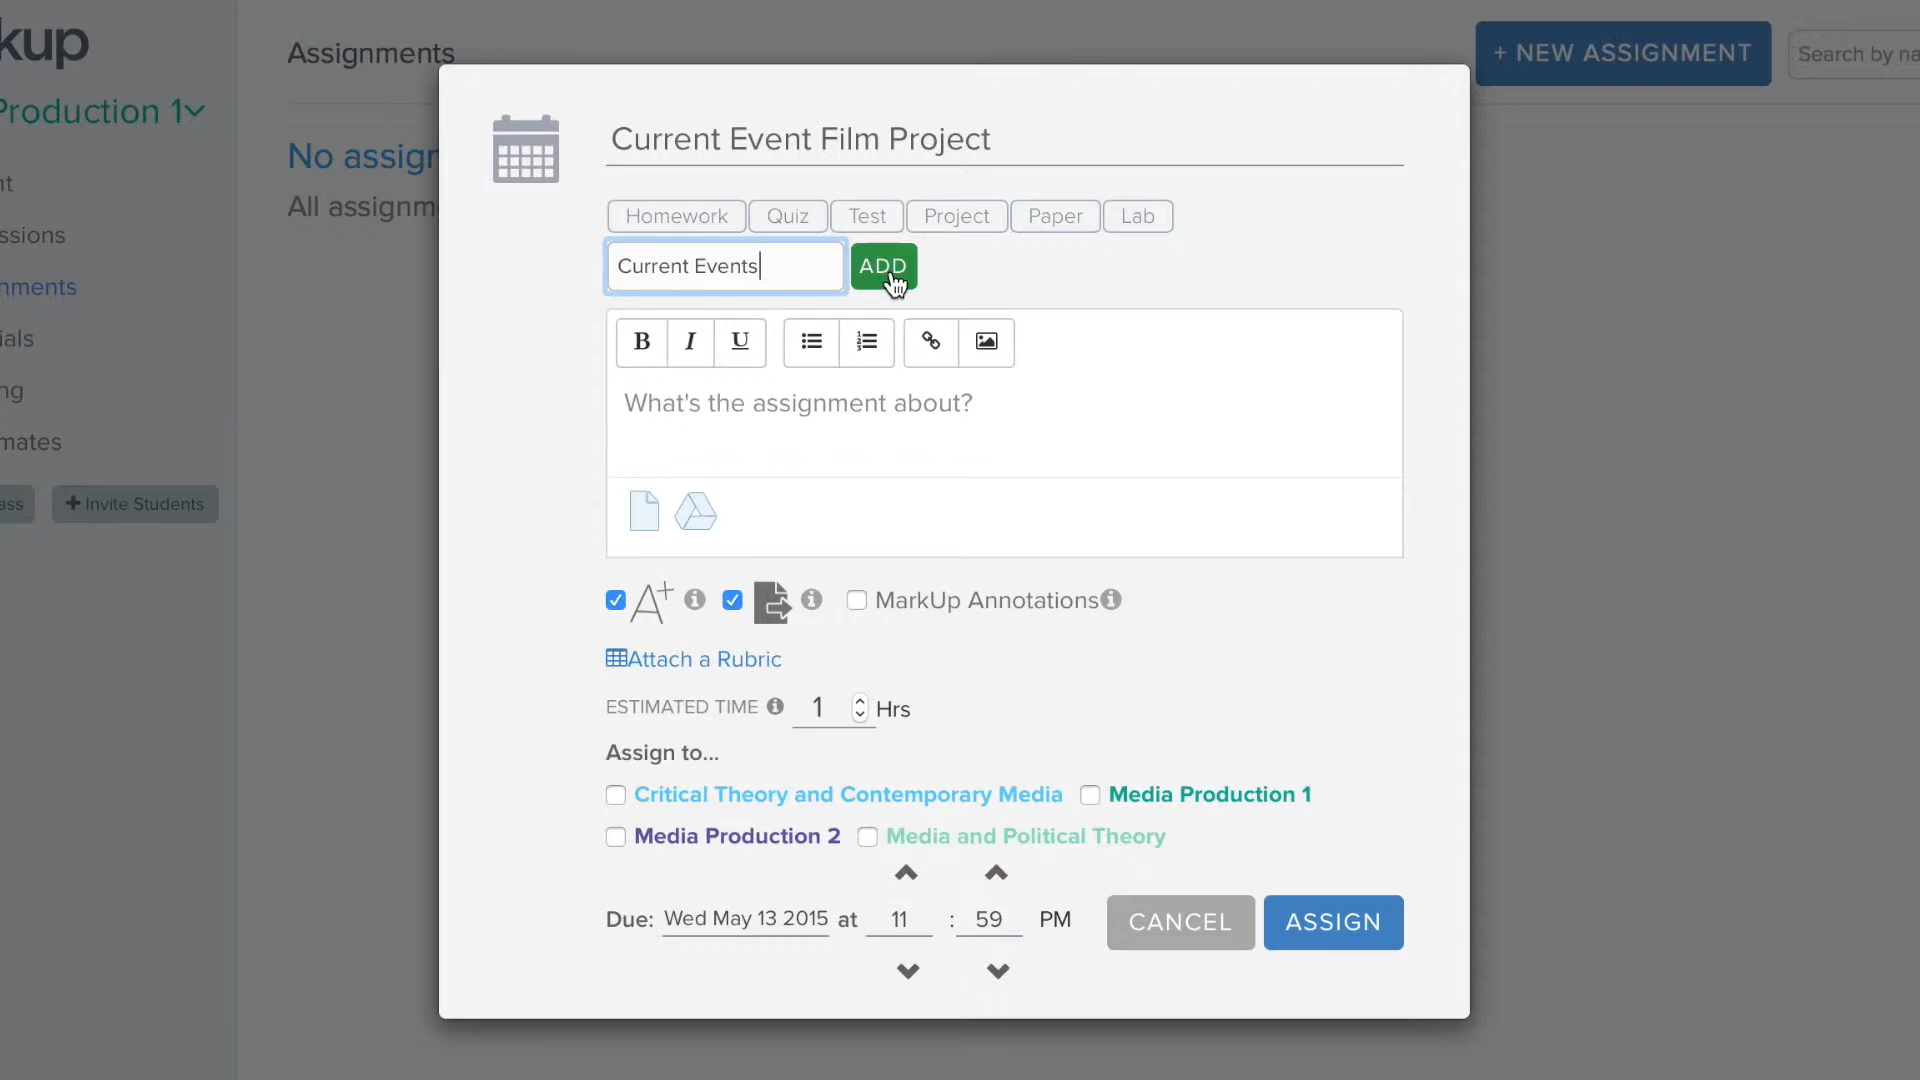 kup
Assignments
+ NEW ASSIGNMENT
Search by na
Production 1
No assign
All assignm
nt
ssions
nments
ials
ng
mates
ass
+ Invite Students
Current Event Film Project
Homework Quiz Test Project Paper Lab
Current Events ADD
B I U
What's the assignment about?
A+ MarkUp Annotations
Attach a Rubric
ESTIMATED TIME 1 Hrs
Assign to...
Critical Theory and Contemporary Media Media Production 1
Media Production 2 Media and Political Theory
Due: Wed May 13 2015 at 11 : 59 PM
CANCEL ASSIGN